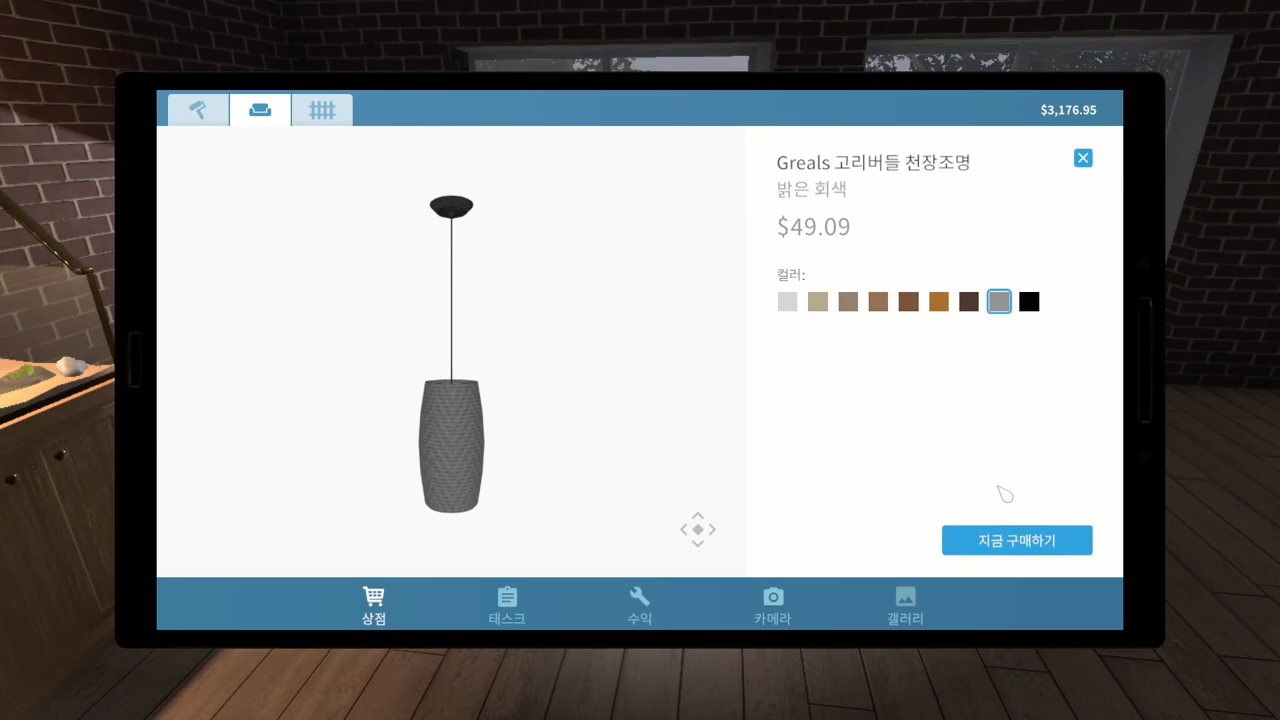 $3,176.95
Greals 고리버들 천장조명
밝은 회색
$49.09
컬러:
지금 구매하기
상점
태스크
수익
카메라
갤러리